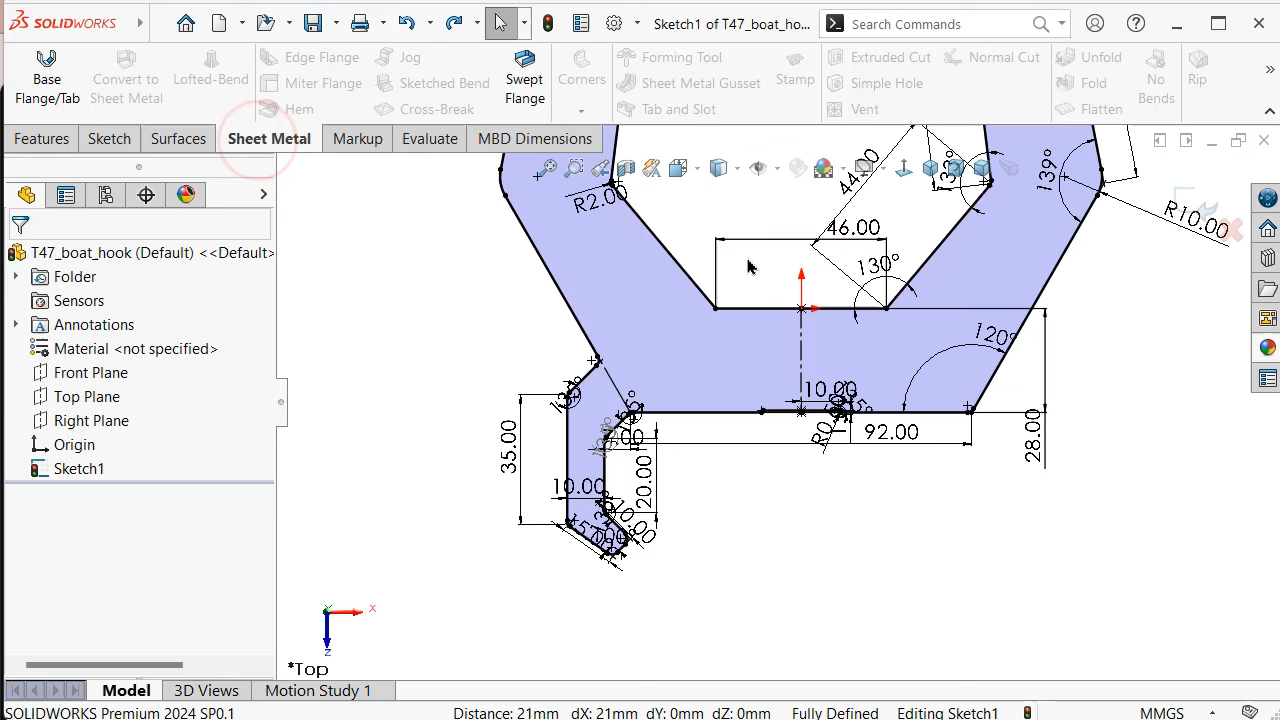 SOLIDWORKS
Sketch1 of T47_boat_hoo...
Search Commands
Base Flange/Tab
Convert to Sheet Metal
Lofted-Bend
Edge Flange
Miter Flange
Hem
Jog
Sketched Bend
Cross-Break
Swept Flange
Corners
Forming Tool
Sheet Metal Gusset
Tab and Slot
Stamp
Extruded Cut
Simple Hole
Vent
Normal Cut
Unfold
Fold
Flatten
No Bends
Rip
Features
Sketch
Surfaces
Sheet Metal
Markup
Evaluate
MBD Dimensions
T47_boat_hook (Default) <<Default>
Folder
Sensors
Annotations
Material <not specified>
Front Plane
Top Plane
Right Plane
Origin
Sketch1
R2.00
46.00
130°
139°
R10.00
120°
10.00
92.00
28.00
35.00
10.00
20.00
x
z
*Top
Model
3D Views
Motion Study 1
SOLIDWORKS Premium 2024 SP0.1
Distance: 21mm dX: 21mm dY: 0mm dZ: 0mm
Fully Defined
Editing Sketch1
MMGS